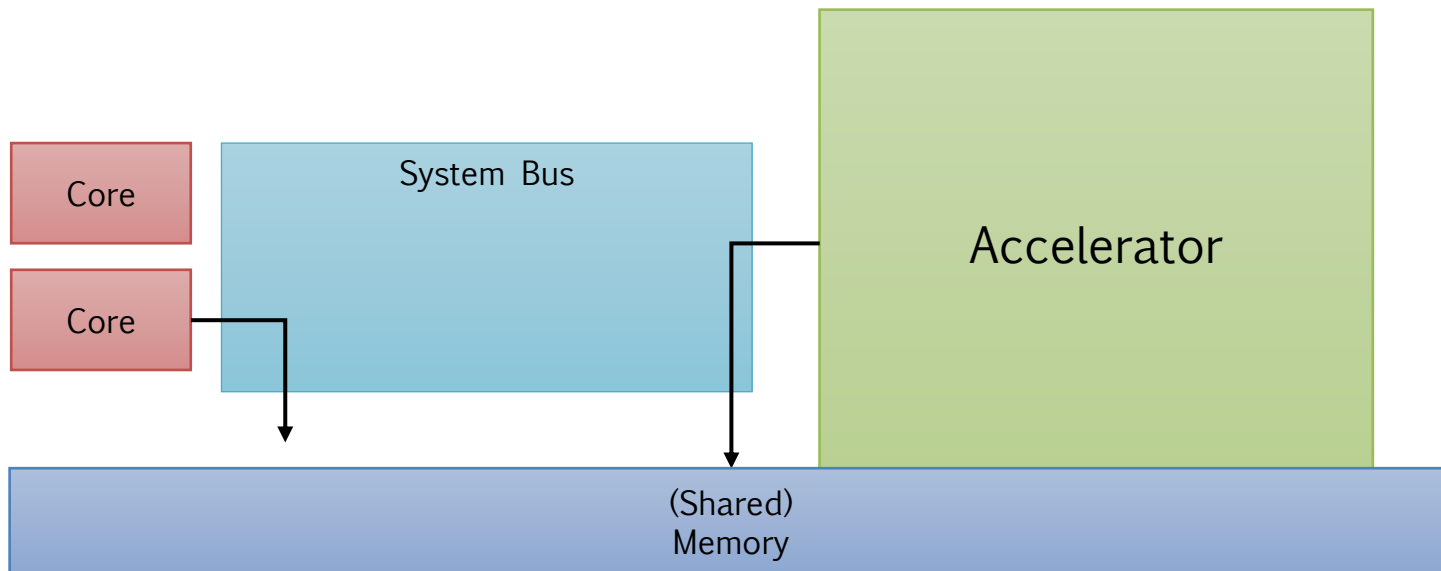 Core
System Bus
Accelerator
Core
(Shared)
Memory